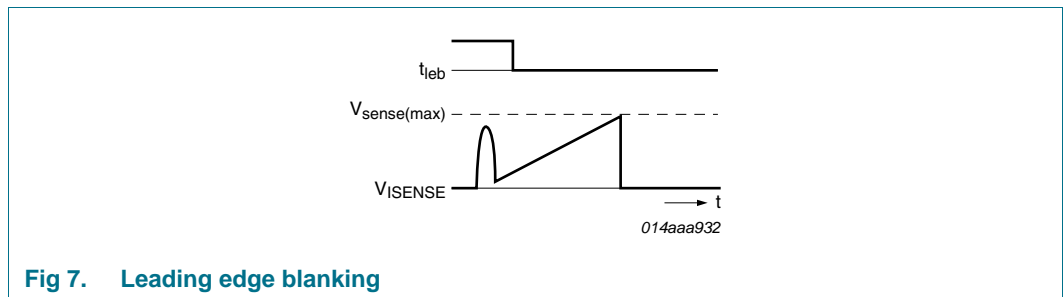 tleb
Vsense(max)
VISENSE
t
014aaa932
Fig 7. Leading edge blanking